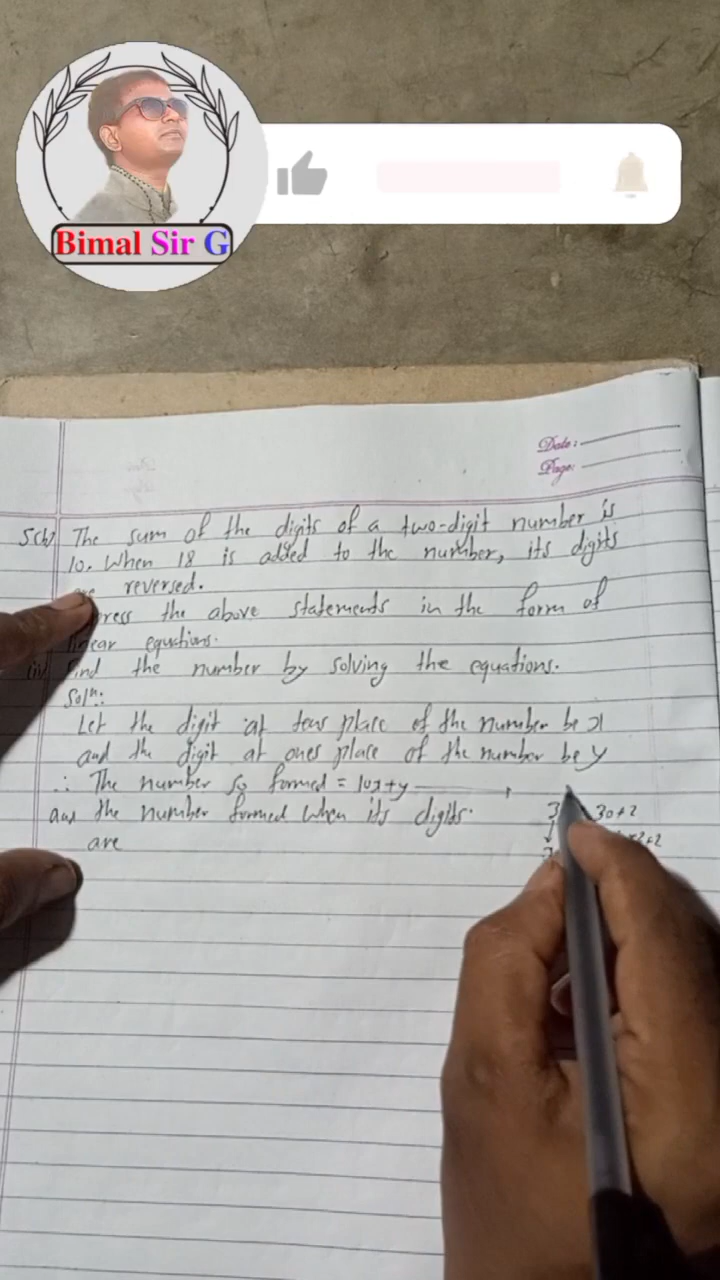 Bimal Sir G
Date:
Page:
5(b) The sum of the digits of a two-digit number is
10. When 18 is added to the number, its digits
are reversed.
press the above statements in the form of
linear equations.
find the number by solving the equations.
Solⁿ:
Let the digit at tens place of the number be x
and the digit at ones place of the number be y
∴ The number so formed = 10x+y
and the number formed when its digits
are
30+2